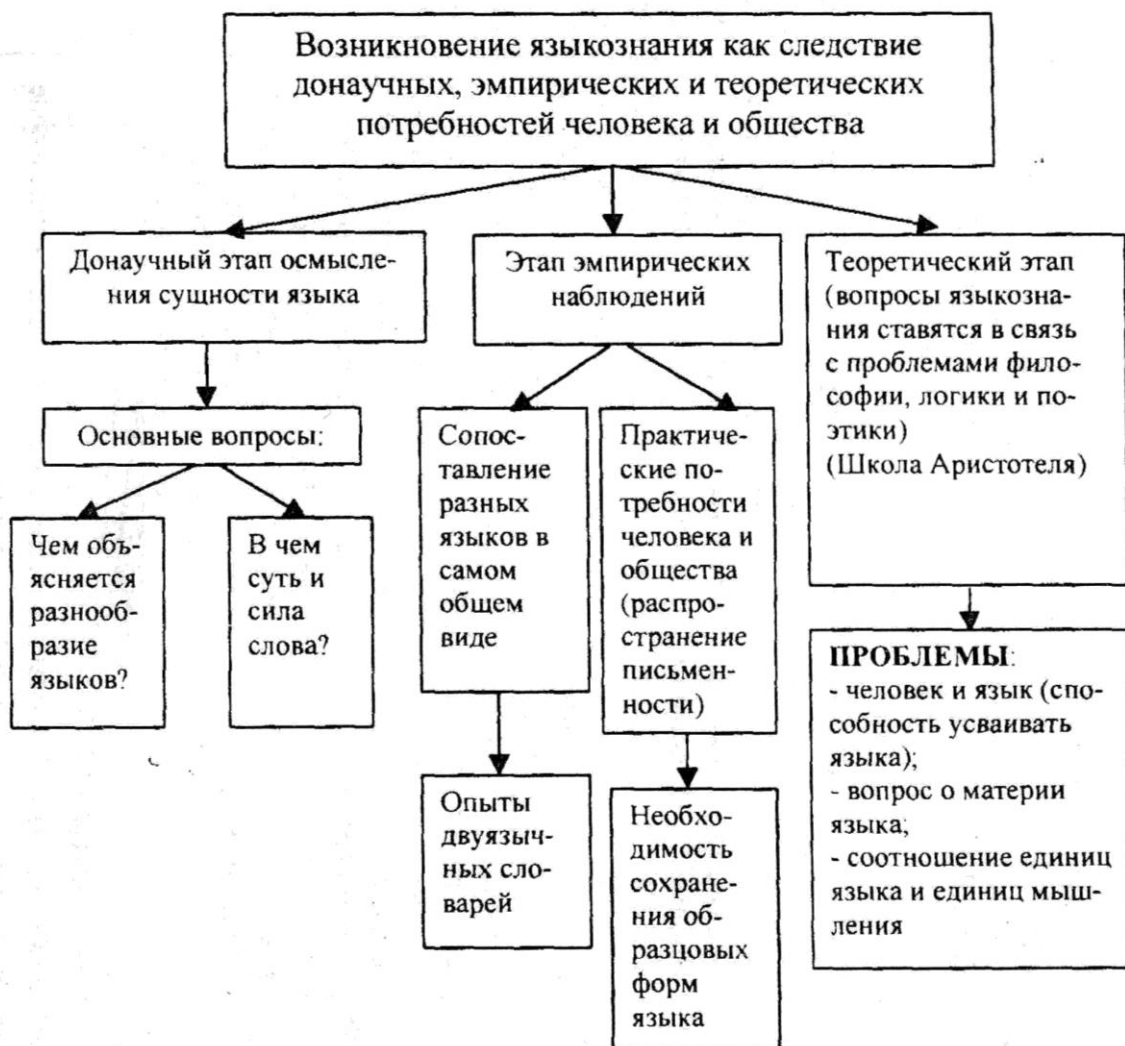 Возникновение языкознания как следствие
донаучных, эмпирических и теоретических
потребностей человека и общества
Донаучный этап осмысле-
ния сущности языка
Этап эмпирических
наблюдений
Теоретический этап
(вопросы языкозна-
ния ставятся в связь
с проблемами фило-
софии, логики и по-
этики)
(Школа Аристотеля)
Основные вопросы:
Сопос-
тавление
разных
языков в
самом
общем
виде
Практиче-
ские по-
требности
человека и
общества
(распро-
странение
письмен-
ности)
Чем объ-
ясняется
разнооб-
разие
языков?
В чем
суть и
сила
слова?
ПРОБЛЕМЫ:
- человек и язык (спо-
собность усваивать
языка);
- вопрос о материи
языка;
- соотношение единиц
языка и единиц мыш-
ления
Опыты
двуязыч-
ных сло-
варей
Необхо-
димость
сохране-
ния об-
разцовых
форм
языка